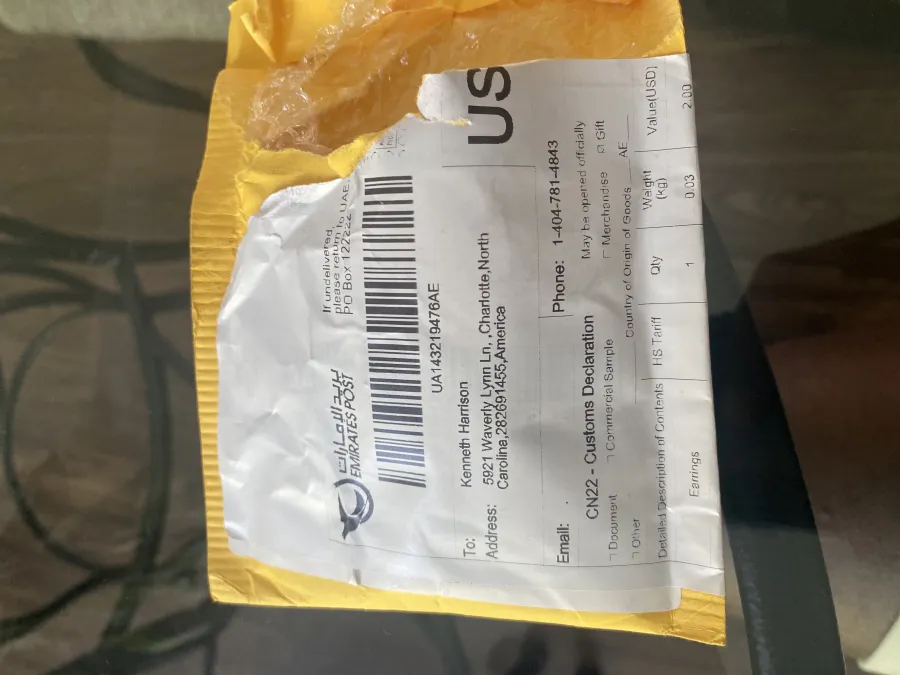 بريد الإمارات
EMIRATES POST
If undelivered,
please return to UAE,
PO Box 122222
UA143219476AE
US
To: Kenneth Harrison
Address: 5921 Waverly Lynn Ln, ,Charlotte,North
Carolina,282691455,America
Email: . Phone: 1-404-781-4843
CN22 - Customs Declaration May be opened officially
Document Commercial Sample Merchandise Gift
Other Country of Origin of Goods AE
Detailed Description of Contents HS Tariff Qty Weight (kg) Value(USD)
Earrings 1 0.03 2.00